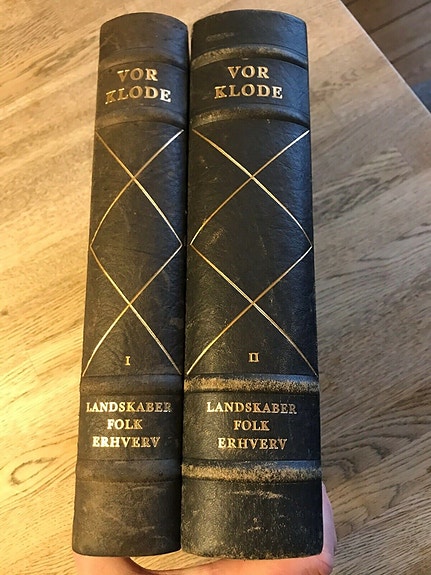 VOR
KLODE
I
LANDSKABER
FOLK
ERHVERV
VOR
KLODE
II
LANDSKABER
FOLK
ERHVERV